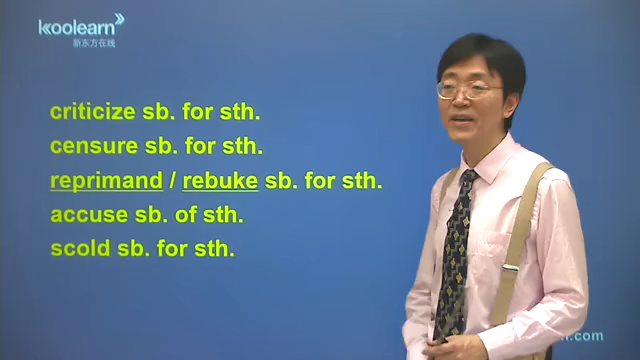 koolearn
新东方在线
criticize sb. for sth.
censure sb. for sth.
reprimand / rebuke sb. for sth.
accuse sb. of sth.
scold sb. for sth.
.com